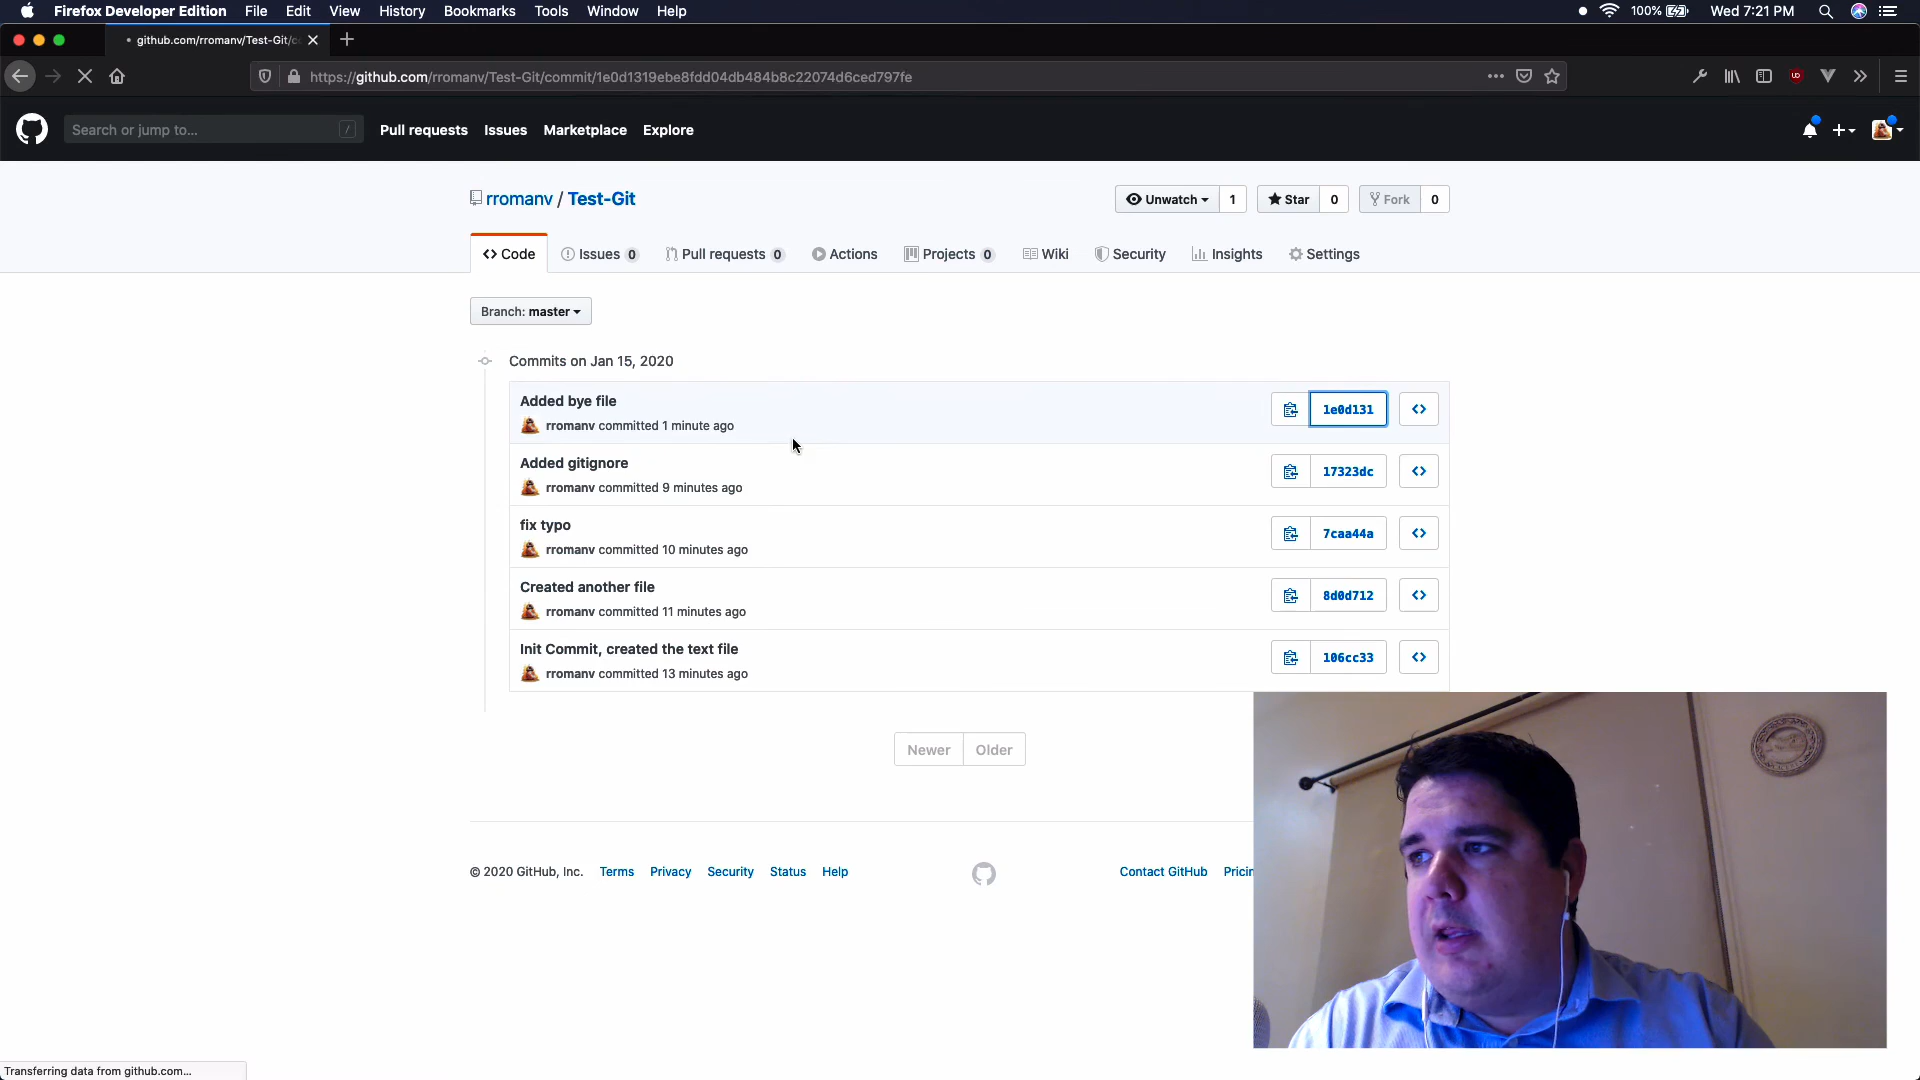 Firefox Developer Edition File Edit View History Bookmarks Tools Window Help 100% Wed 7:21 PM
github.com/rromanv/Test-Git/c
https://github.com/rromanv/Test-Git/commit/1e0d1319ebe8fdd04db484b8c22074d6ced797fe
Search or jump to... / Pull requests Issues Marketplace Explore
rromanv / Test-Git Unwatch 1 Star 0 Fork 0
Code Issues 0 Pull requests 0 Actions Projects 0 Wiki Security Insights Settings
Branch: master
Commits on Jan 15, 2020
Added bye file
rromanv committed 1 minute ago 1e0d131
Added gitignore
rromanv committed 9 minutes ago 17323dc
fix typo
rromanv committed 10 minutes ago 7caa44a
Created another file
rromanv committed 11 minutes ago 8d0d712
Init Commit, created the text file
rromanv committed 13 minutes ago 106cc33
Newer Older
© 2020 GitHub, Inc. Terms Privacy Security Status Help Contact GitHub Pricin
Transferring data from github.com...